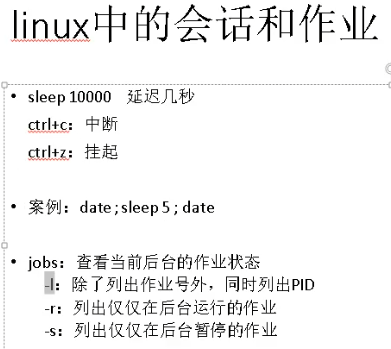 linux中的会话和作业
• sleep 10000 延迟几秒
ctrl+c：中断
ctrl+z：挂起
• 案例：date ; sleep 5 ; date
• jobs：查看当前后台的作业状态
-l：除了列出作业号外，同时列出PID
-r：列出仅仅在后台运行的作业
-s：列出仅仅在后台暂停的作业